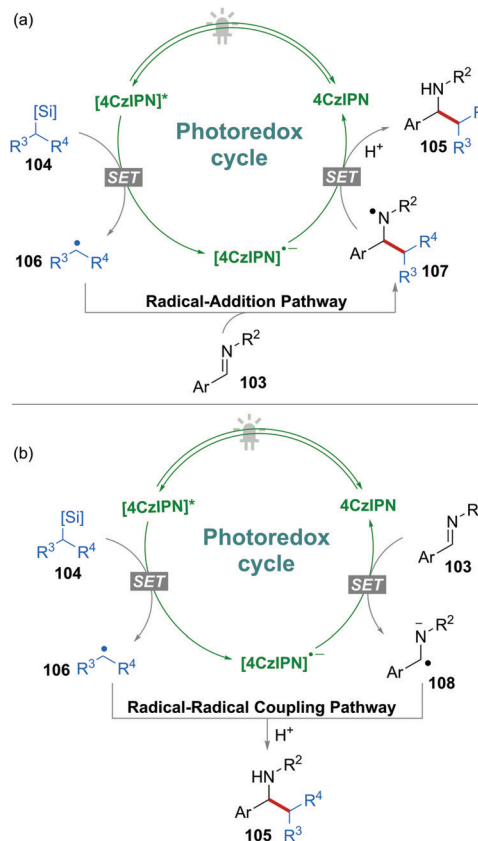 (a)
[4CzIPN]*
4CzIPN
[Si]
R3 R4
104
Photoredox
cycle
HN R2
Ar
R3
105
H+
SET
SET
106 R3 R4
[4CzIPN]•−
•N R2
Ar R4
R3
107
Radical-Addition Pathway
N R2
Ar 103
(b)
[4CzIPN]*
4CzIPN
[Si]
R3 R4
104
Photoredox
cycle
N R2
Ar
103
SET
SET
106 R3 R4
[4CzIPN]•−
−
N R2
Ar
108
Radical-Radical Coupling Pathway
H+
HN R2
Ar R4
R3
105